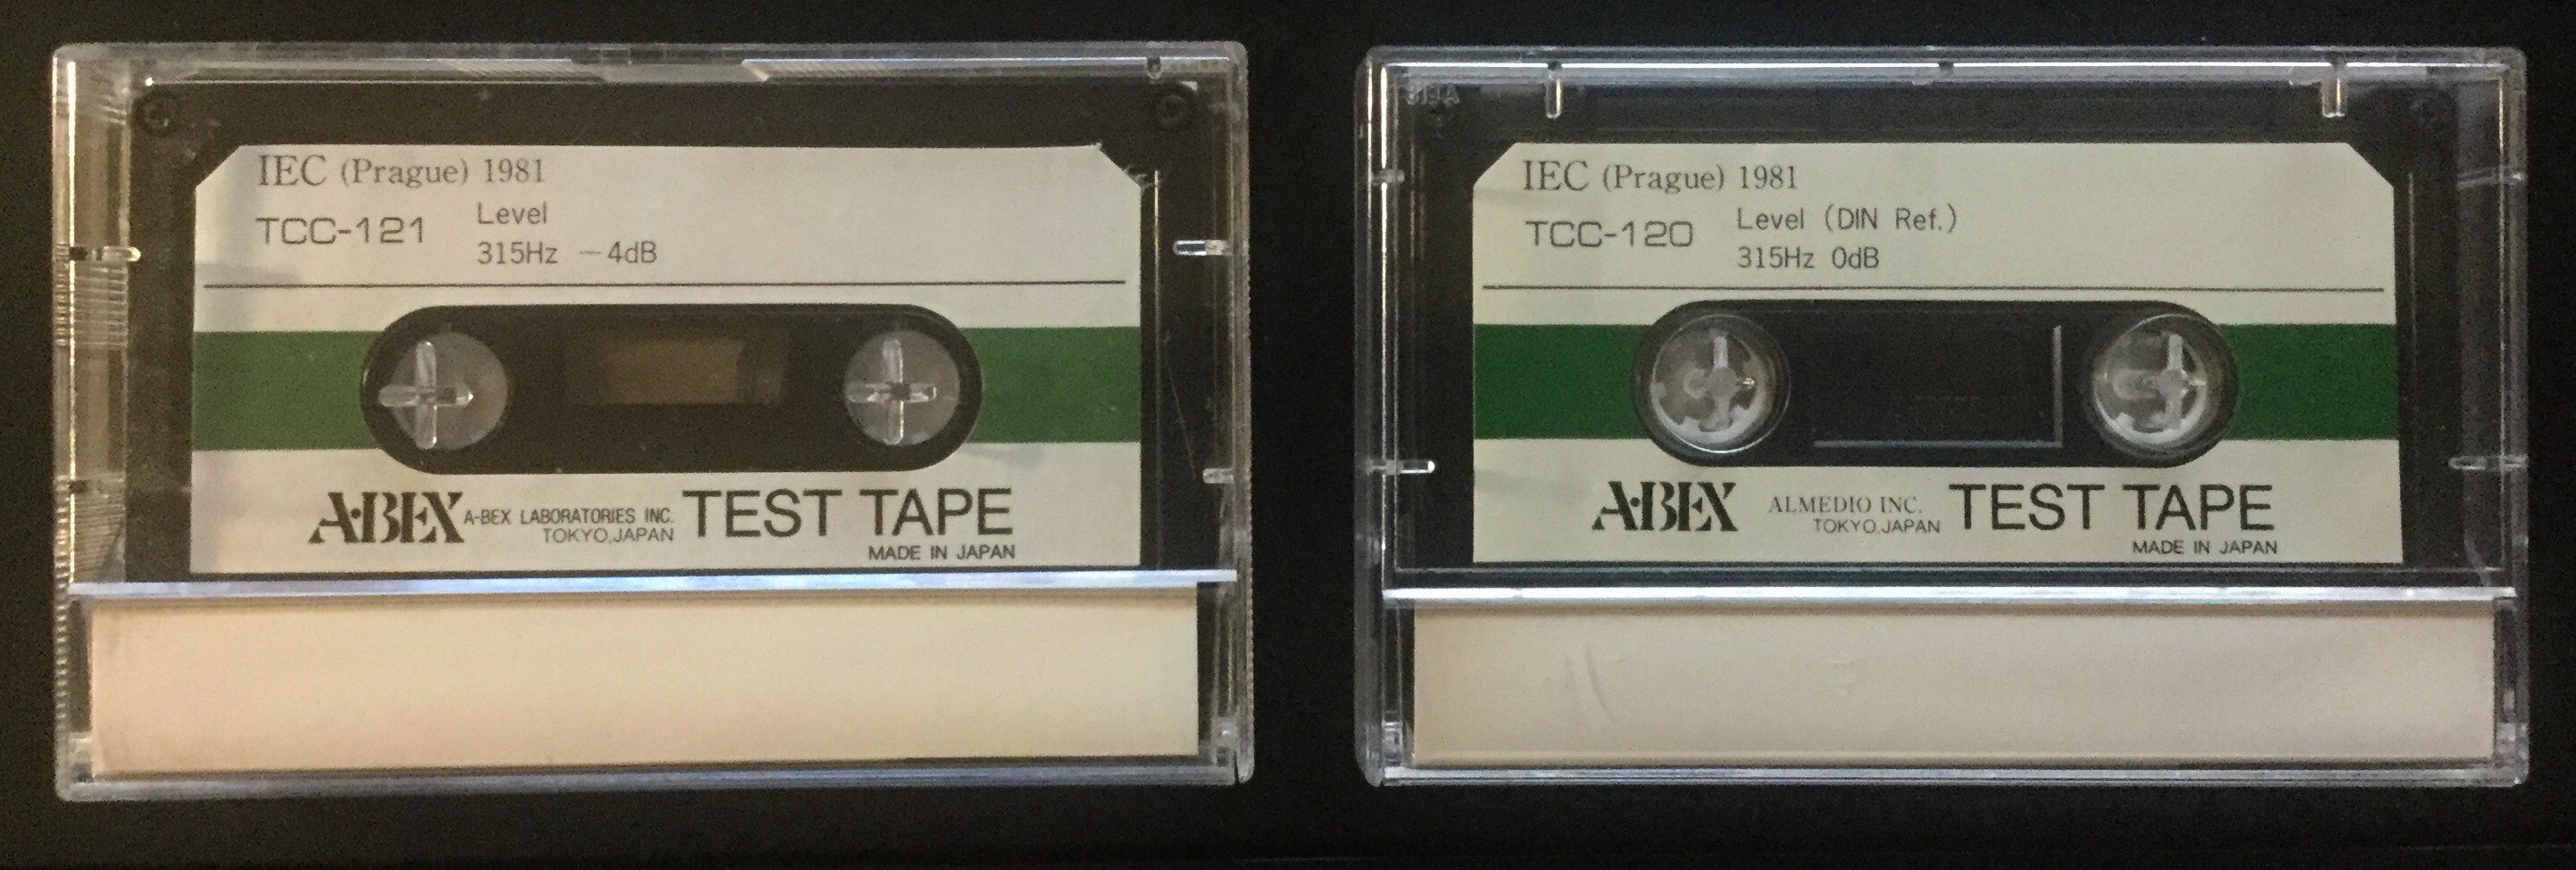 IEC (Prague) 1981
TCC-121
Level
315Hz －4dB
A·BEX A-BEX LABORATORIES INC.
TOKYO,JAPAN
TEST TAPE
MADE IN JAPAN
IEC (Prague) 1981
TCC-120
Level (DIN Ref.)
315Hz 0dB
A·BEX ALMEDIO INC.
TOKYO,JAPAN
TEST TAPE
MADE IN JAPAN